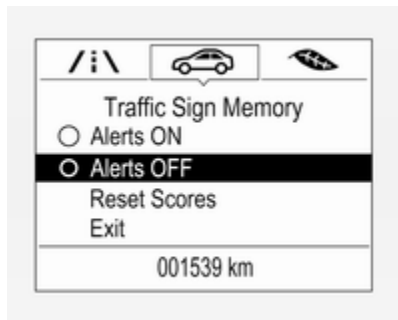 Traffic Sign Memory
Alerts ON
Alerts OFF
Reset Scores
Exit
001539 km